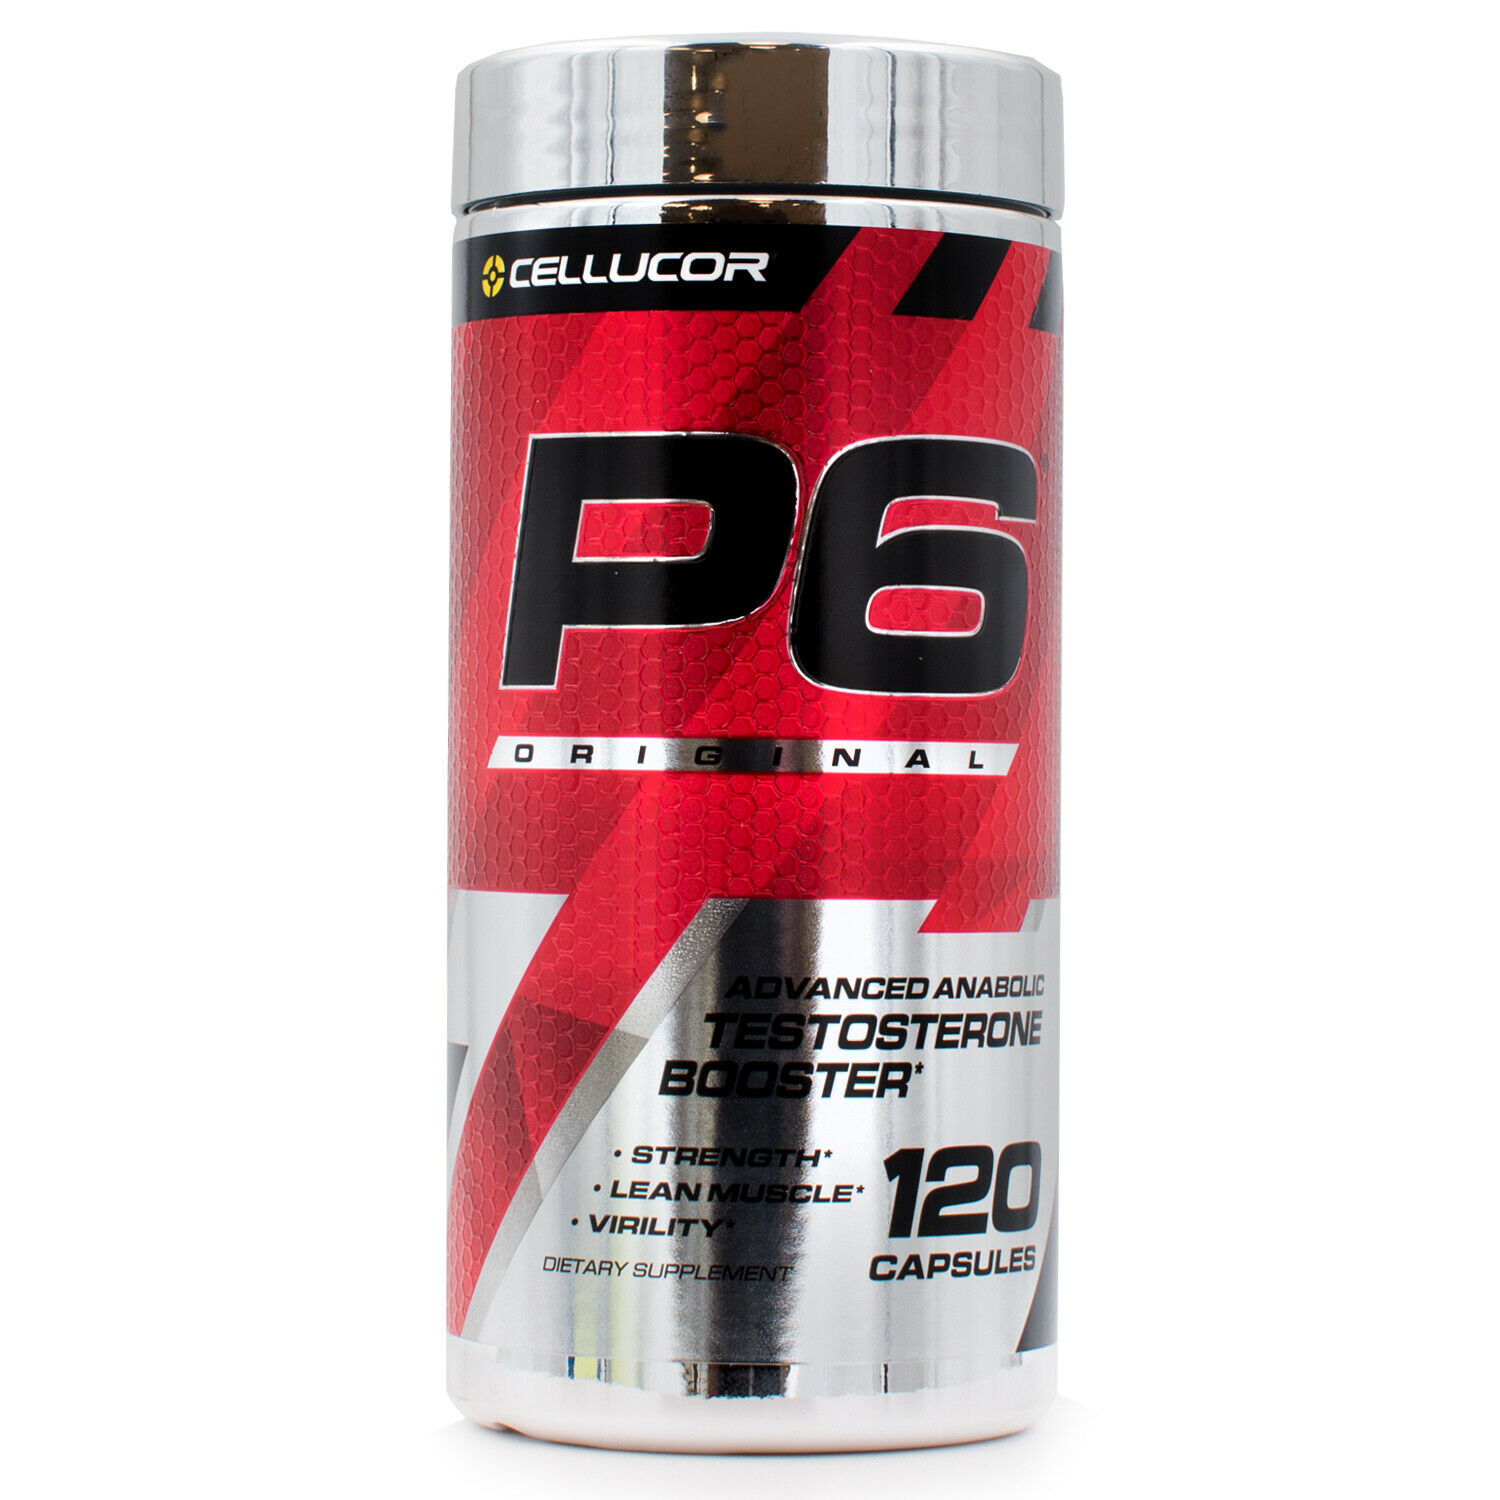 CELLUCOR
P6
ORIGINAL
ADVANCED ANABOLIC
TESTOSTERONE
BOOSTER*
• STRENGTH*
• LEAN MUSCLE*
• VIRILITY*
120
CAPSULES
DIETARY SUPPLEMENT